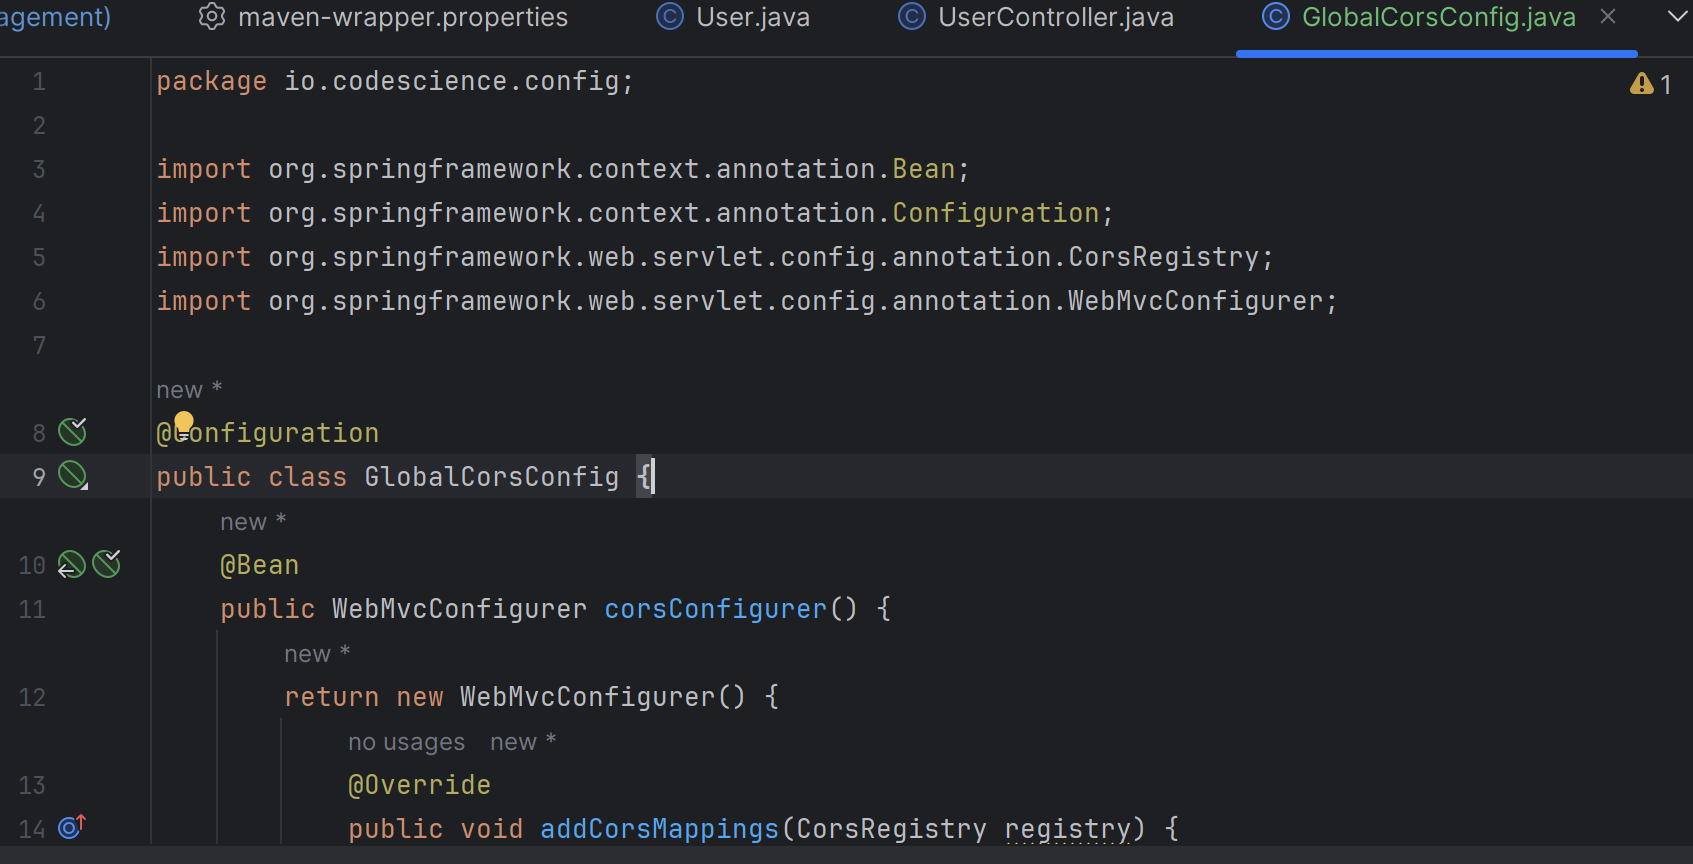 agement) maven-wrapper.properties User.java UserController.java GlobalCorsConfig.java
1 package io.codescience.config; 1
2
3 import org.springframework.context.annotation.Bean;
4 import org.springframework.context.annotation.Configuration;
5 import org.springframework.web.servlet.config.annotation.CorsRegistry;
6 import org.springframework.web.servlet.config.annotation.WebMvcConfigurer;
7
new *
8 @Configuration
9 public class GlobalCorsConfig {
new *
10 @Bean
11 public WebMvcConfigurer corsConfigurer() {
new *
12 return new WebMvcConfigurer() {
no usages new *
13 @Override
14 public void addCorsMappings(CorsRegistry registry) {